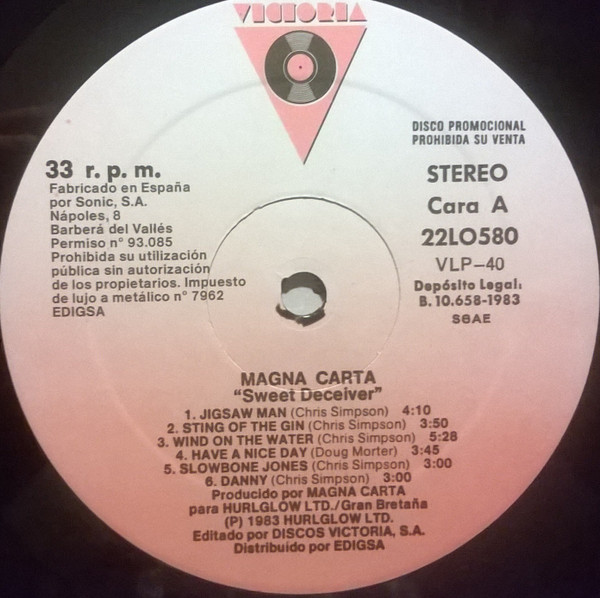 VICTORIA
DISCO PROMOCIONAL
PROHIBIDA SU VENTA
33 r. p. m.
Fabricado en España
por Sonic, S.A.
Nápoles, 8
Barberá del Vallés
Permiso n° 93.085
Prohibida su utilización
pública sin autorización
de los propietarios. Impuesto
de lujo a metálico n° 7962
EDIGSA
STEREO
Cara A
22LO580
VLP-40
Depósito Legal:
B. 10.658-1983
SGAE
MAGNA CARTA
"Sweet Deceiver"
1. JIGSAW MAN (Chris Simpson) 4:10
2. STING OF THE GIN (Chris Simpson) 3:50
3. WIND ON THE WATER (Chris Simpson) 5:28
4. HAVE A NICE DAY (Doug Morter) 3:45
5. SLOWBONE JONES (Chris Simpson) 3:00
6. DANNY (Chris Simpson) 3:00
Producido por MAGNA CARTA
para HURLGLOW LTD./Gran Bretaña
(P) 1983 HURLGLOW LTD.
Editado por DISCOS VICTORIA, S.A.
Distribuído por EDIGSA